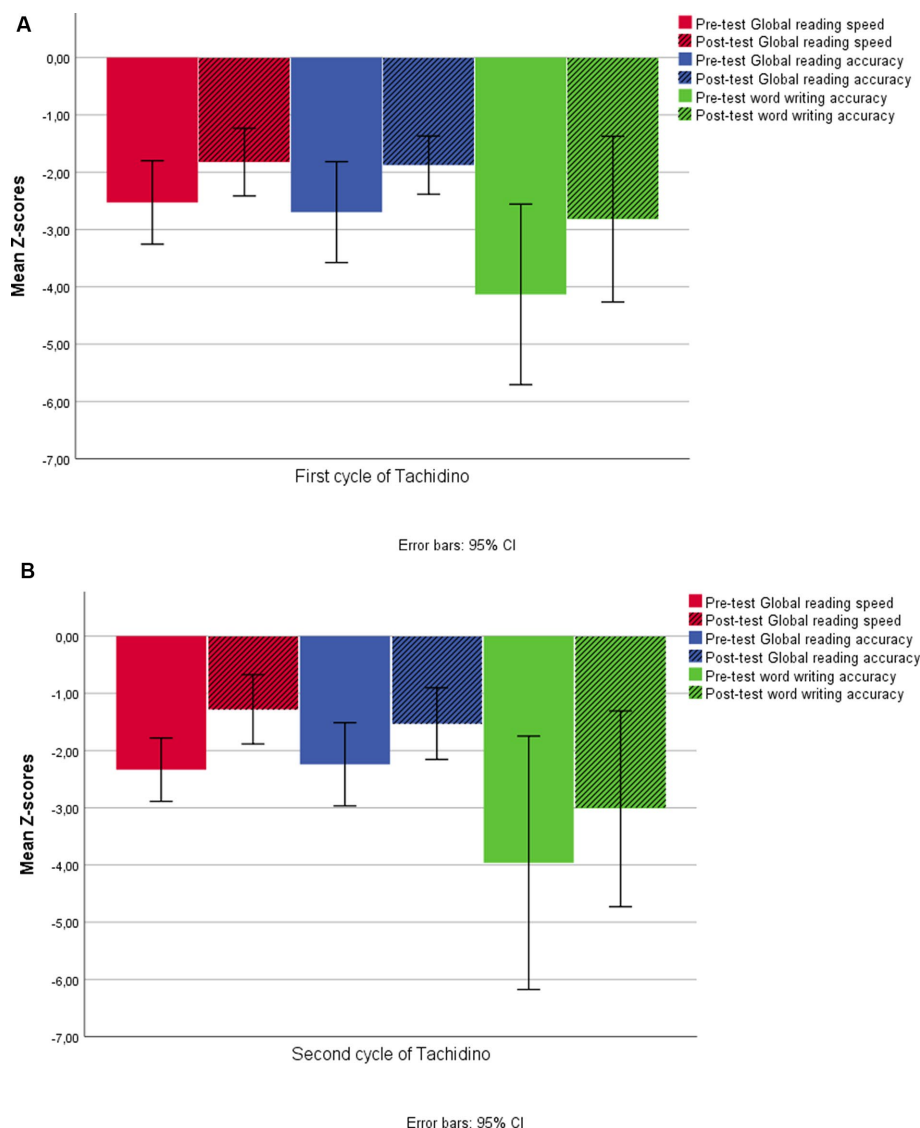 A
Pre-test Global reading speed
Post-test Global reading speed
Pre-test Global reading accuracy
Post-test Global reading accuracy
Pre-test word writing accuracy
Post-test word writing accuracy
0,00
-1,00
-2,00
-3,00
-4,00
-5,00
-6,00
-7,00
Mean Z-scores
First cycle of Tachidino
Error bars: 95% CI
B
Pre-test Global reading speed
Post-test Global reading speed
Pre-test Global reading accuracy
Post-test Global reading accuracy
Pre-test word writing accuracy
Post-test word writing accuracy
0,00
-1,00
-2,00
-3,00
-4,00
-5,00
-6,00
-7,00
Mean Z-scores
Second cycle of Tachidino
Error bars: 95% CI